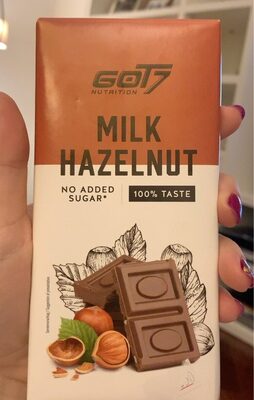 GOT7
NUTRITION
MILK
HAZELNUT
NO ADDED
SUGAR*
100% TASTE